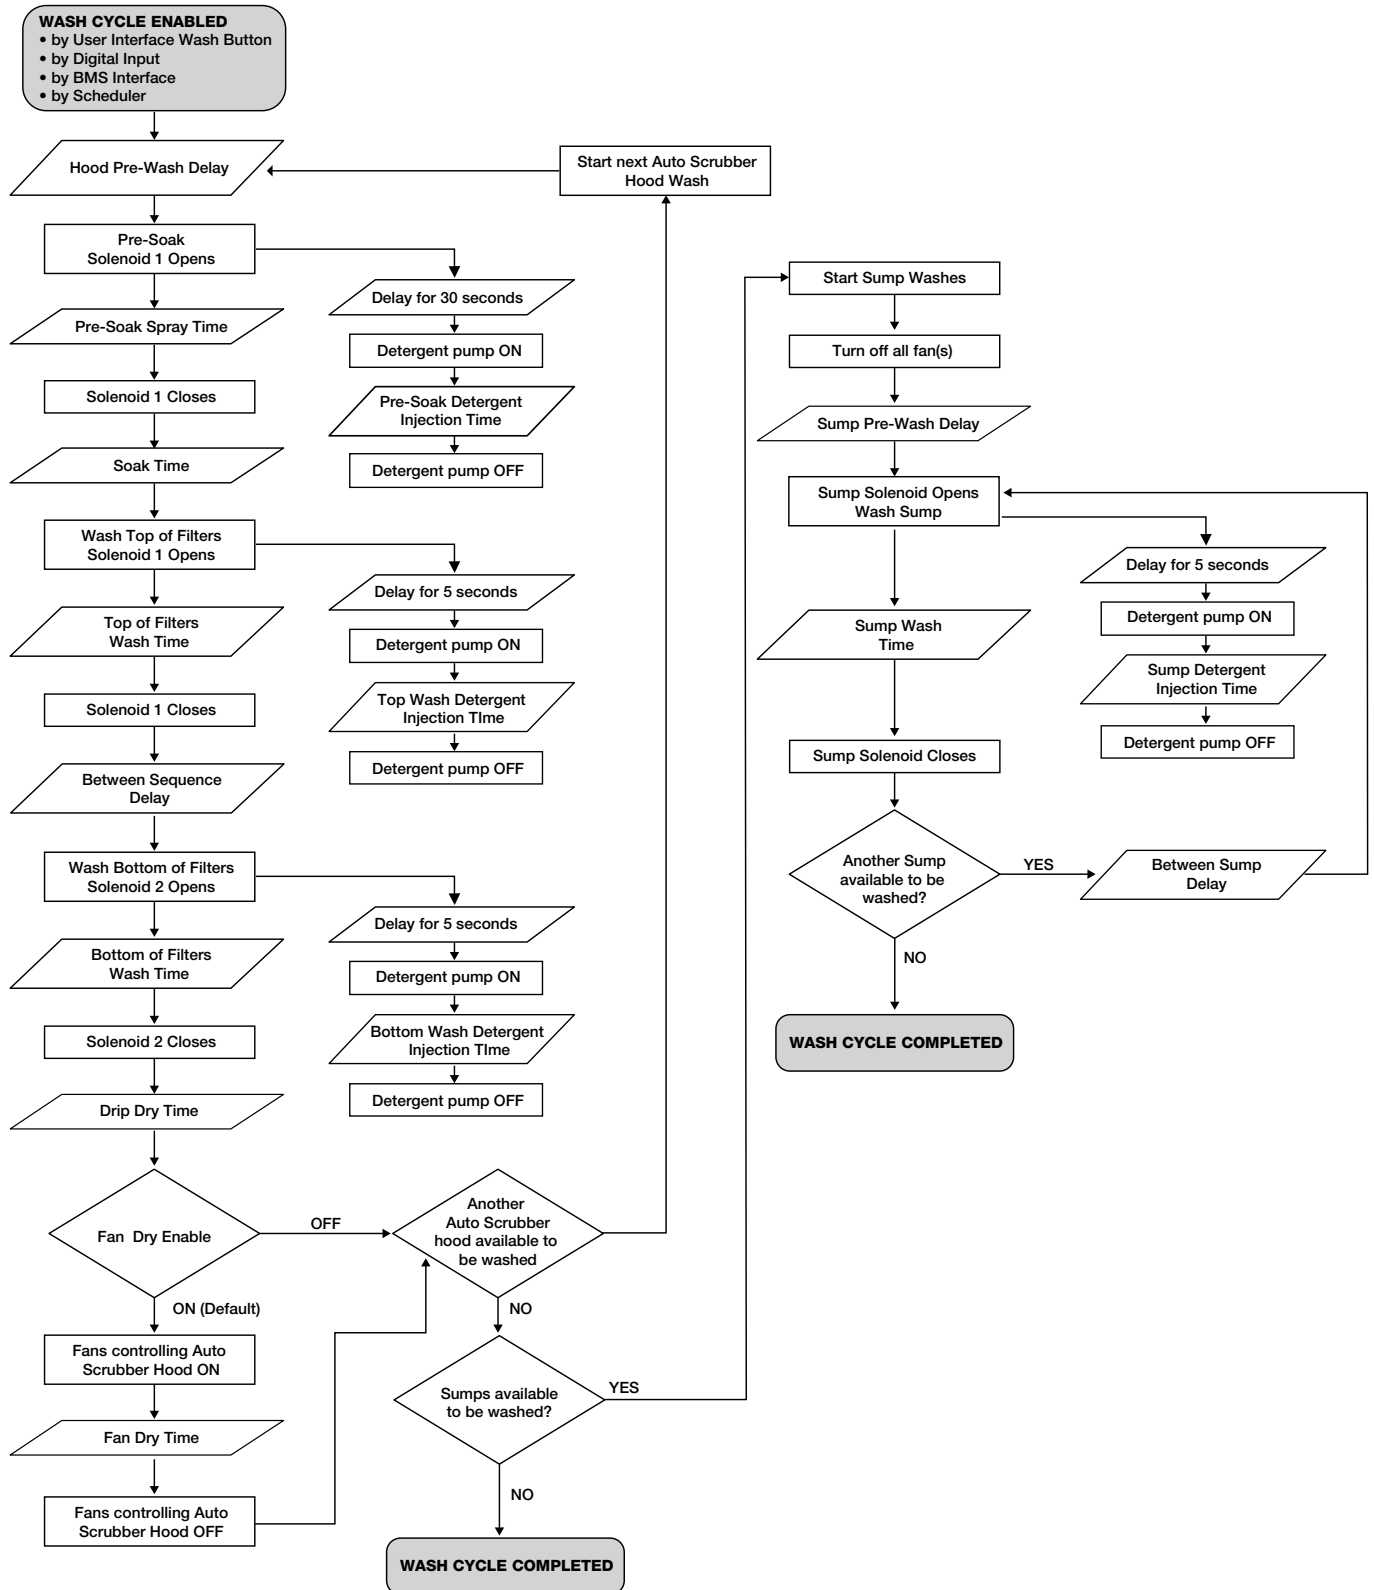 WASH CYCLE ENABLED
• by User Interface Wash Button
• by Digital Input
• by BMS Interface
• by Scheduler
Hood Pre-Wash Delay
Start next Auto Scrubber
Hood Wash
Pre-Soak
Solenoid 1 Opens
Delay for 30 seconds
Pre-Soak Spray Time
Detergent pump ON
Solenoid 1 Closes
Pre-Soak Detergent
Injection Time
Soak Time
Detergent pump OFF
Wash Top of Filters
Solenoid 1 Opens
Delay for 5 seconds
Top of Filters
Wash Time
Detergent pump ON
Solenoid 1 Closes
Top Wash Detergent
Injection TIme
Between Sequence
Delay
Detergent pump OFF
Wash Bottom of Filters
Solenoid 2 Opens
Delay for 5 seconds
Bottom of Filters
Wash Time
Detergent pump ON
Solenoid 2 Closes
Bottom Wash Detergent
Injection TIme
Drip Dry Time
Detergent pump OFF
Fan Dry Enable
OFF
Another
Auto Scrubber
hood available to
be washed
ON (Default)
NO
Fans controlling Auto
Scrubber Hood ON
Sumps available
to be washed?
YES
Fan Dry Time
NO
Fans controlling Auto
Scrubber Hood OFF
WASH CYCLE COMPLETED
Start Sump Washes
Turn off all fan(s)
Sump Pre-Wash Delay
Sump Solenoid Opens
Wash Sump
Delay for 5 seconds
Detergent pump ON
Sump Wash
Time
Sump Detergent
Injection Time
Detergent pump OFF
Sump Solenoid Closes
Another Sump
available to be
washed?
YES
Between Sump
Delay
NO
WASH CYCLE COMPLETED